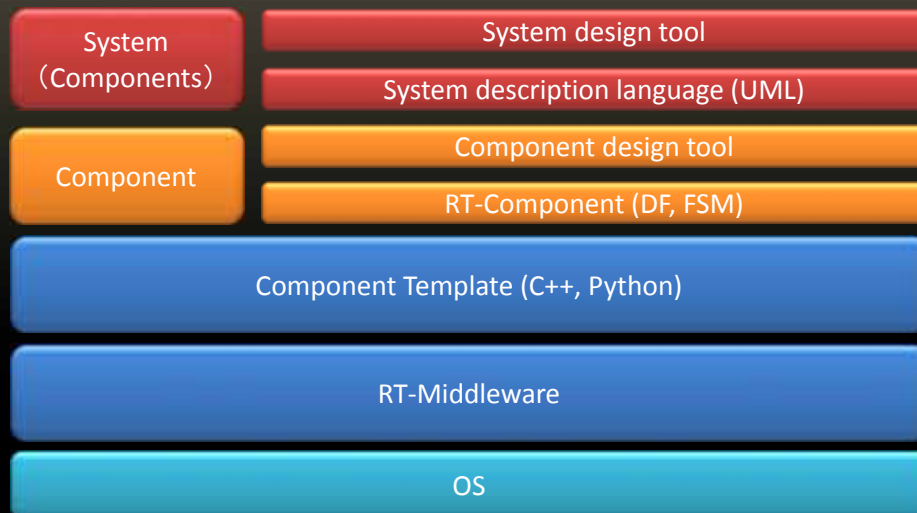 System
（Components）
System design tool
System description language (UML)
Component
Component design tool
RT-Component (DF, FSM)
Component Template (C++, Python)
RT-Middleware
OS